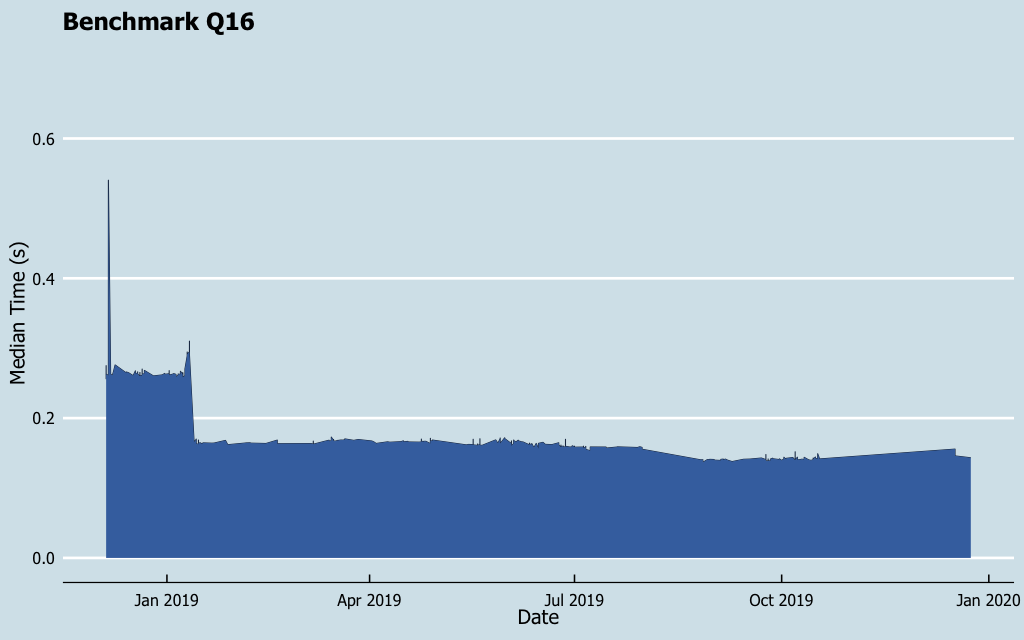 Benchmark Q16
Median Time (s)
0.6
0.4
0.2
0.0
Jan 2019
Apr 2019
Jul 2019
Oct 2019
Jan 2020
Date